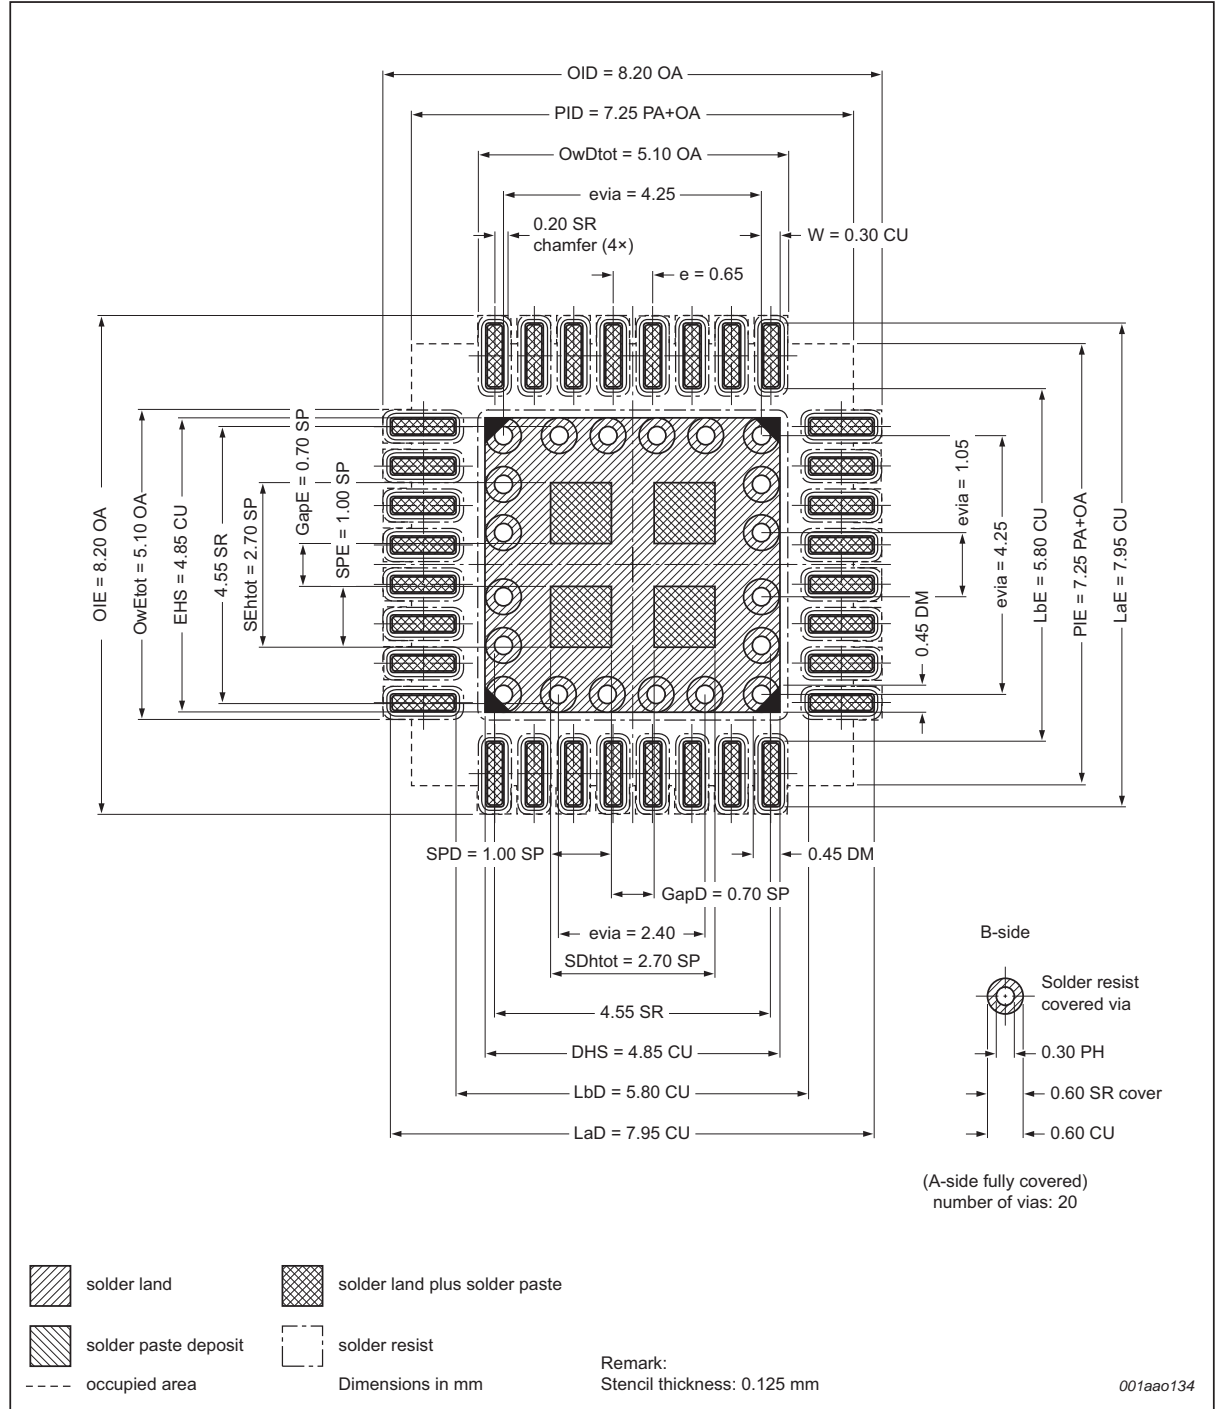 OID = 8.20 OA
PID = 7.25 PA+OA
OwDtot = 5.10 OA
evia = 4.25
0.20 SR
chamfer (4×)
W = 0.30 CU
e = 0.65
OIE = 8.20 OA
OwEtot = 5.10 OA
EHS = 4.85 CU
4.55 SR
SEhtot = 2.70 SP
GapE = 0.70 SP
SPE = 1.00 SP
evia = 1.05
0.45 DM
evia = 4.25
LbE = 5.80 CU
PIE = 7.25 PA+OA
LaE = 7.95 CU
SPD = 1.00 SP
0.45 DM
GapD = 0.70 SP
evia = 2.40
SDhtot = 2.70 SP
4.55 SR
DHS = 4.85 CU
LbD = 5.80 CU
LaD = 7.95 CU
B-side
Solder resist
covered via
0.30 PH
0.60 SR cover
0.60 CU
(A-side fully covered)
number of vias: 20
solder land
solder land plus solder paste
solder paste deposit
solder resist
occupied area
Dimensions in mm
Remark:
Stencil thickness: 0.125 mm
001aao134